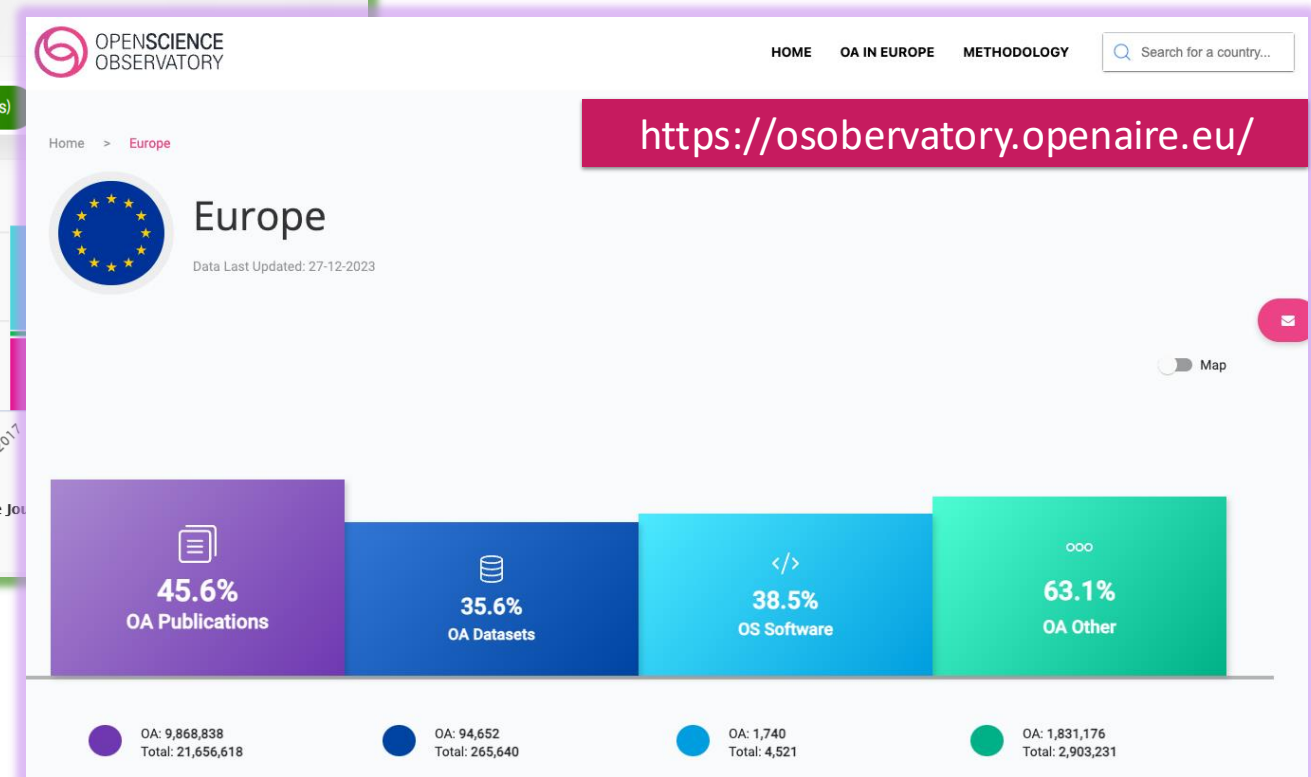 OPENSCIENCE
OBSERVATORY
HOME OA IN EUROPE METHODOLOGY Search for a country...
s)
https://osobervatory.openaire.eu/
Home > Europe
Europe
Data Last Updated: 27-12-2023
Map
2017
45.6%
OA Publications
35.6%
OA Datasets
</>
38.5%
OS Software
63.1%
OA Other
OA: 9,868,838
Total: 21,656,618
OA: 94,652
Total: 265,640
OA: 1,740
Total: 4,521
OA: 1,831,176
Total: 2,903,231